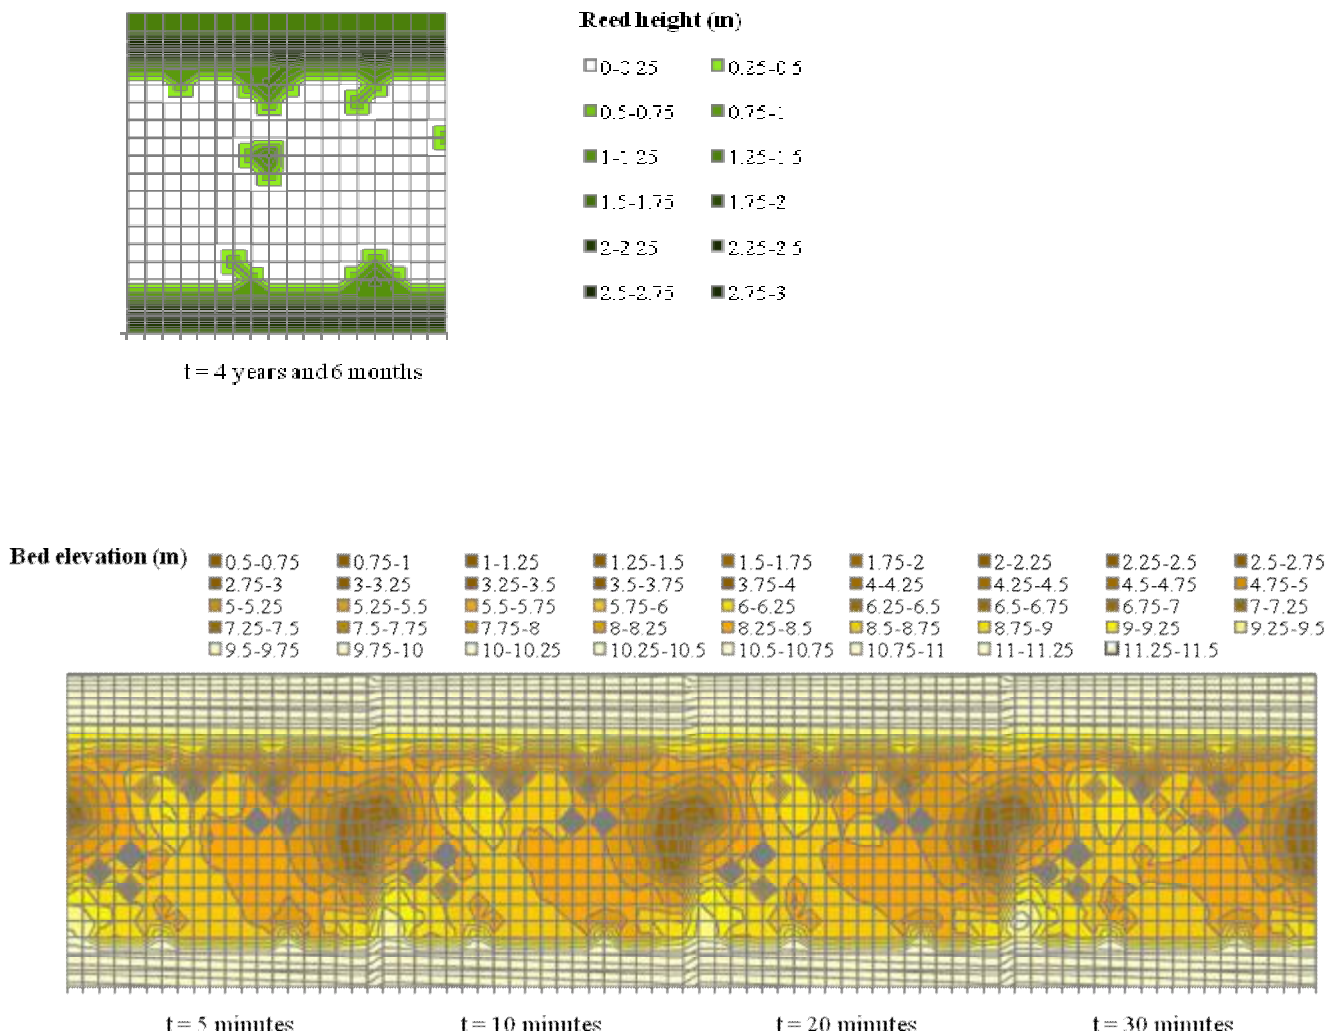 Reed height (m)
0-0.25 0.25-0.5
0.5-0.75 0.75-1
1-1.25 1.25-1.5
1.5-1.75 1.75-2
2-2.25 2.25-2.5
2.5-2.75 2.75-3
t = 4 years and 6 months
Bed elevation (m)
0.5-0.75 0.75-1 1-1.25 1.25-1.5 1.5-1.75 1.75-2 2-2.25 2.25-2.5 2.5-2.75
2.75-3 3-3.25 3.25-3.5 3.5-3.75 3.75-4 4-4.25 4.25-4.5 4.5-4.75 4.75-5
5-5.25 5.25-5.5 5.5-5.75 5.75-6 6-6.25 6.25-6.5 6.5-6.75 6.75-7 7-7.25
7.25-7.5 7.5-7.75 7.75-8 8-8.25 8.25-8.5 8.5-8.75 8.75-9 9-9.25 9.25-9.5
9.5-9.75 9.75-10 10-10.25 10.25-10.5 10.5-10.75 10.75-11 11-11.25 11.25-11.5
t = 5 minutes t = 10 minutes t = 20 minutes t = 30 minutes